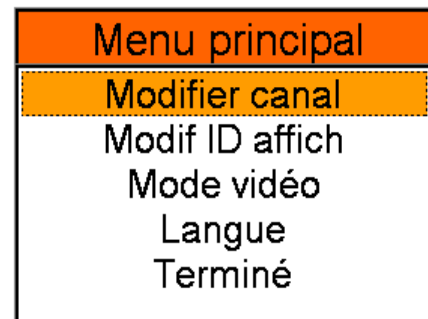 Menu principal
Modifier canal
Modif ID affich
Mode vidéo
Langue
Terminé